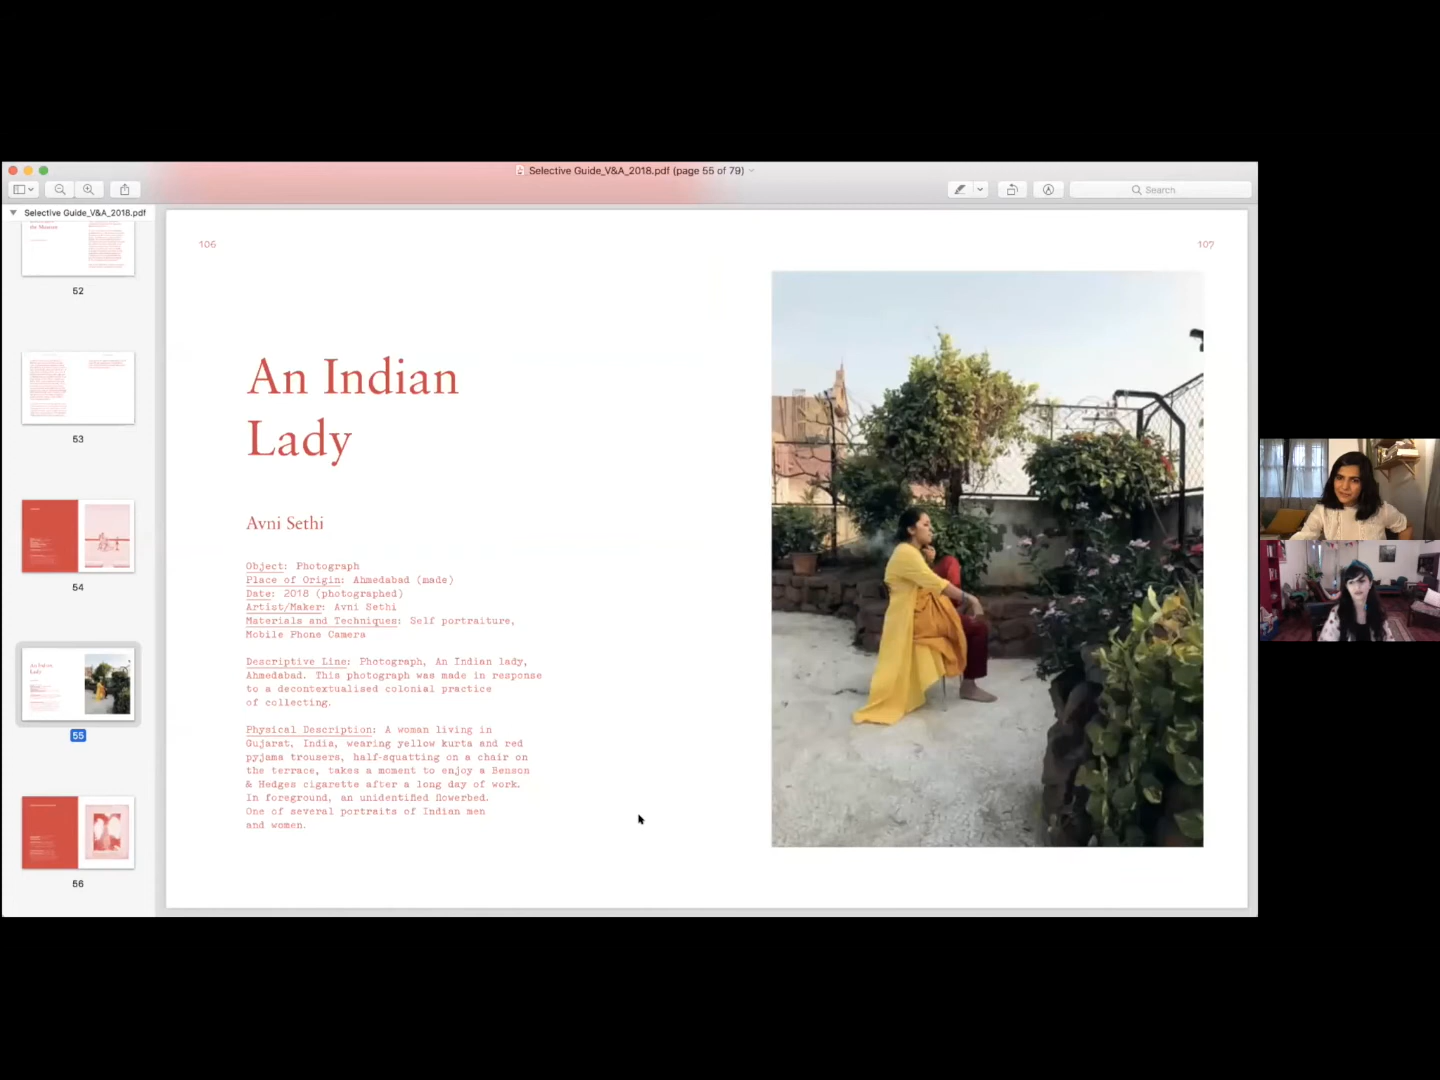 Selective Guide_V&A_2018.pdf (page 55 of 79)
Search
Selective Guide_V&A_2018.pdf
the Museum
52
53
54
55
56
106
107
An Indian
Lady
Avni Sethi
Object: Photograph
Place of Origin: Ahmedabad (made)
Date: 2018 (photographed)
Artist/Maker: Avni Sethi
Materials and Techniques: Self portraiture,
Mobile Phone Camera
Descriptive Line: Photograph, An Indian lady,
Ahmedabad. This photograph was made in response
to a decontextualised colonial practice
of collecting.
Physical Description: A woman living in
Gujarat, India, wearing yellow kurta and red
pyjama trousers, half-squatting on a chair on
the terrace, takes a moment to enjoy a Benson
& Hedges cigarette after a long day of work.
In foreground, an unidentified flowerbed.
One of several portraits of Indian men
and women.